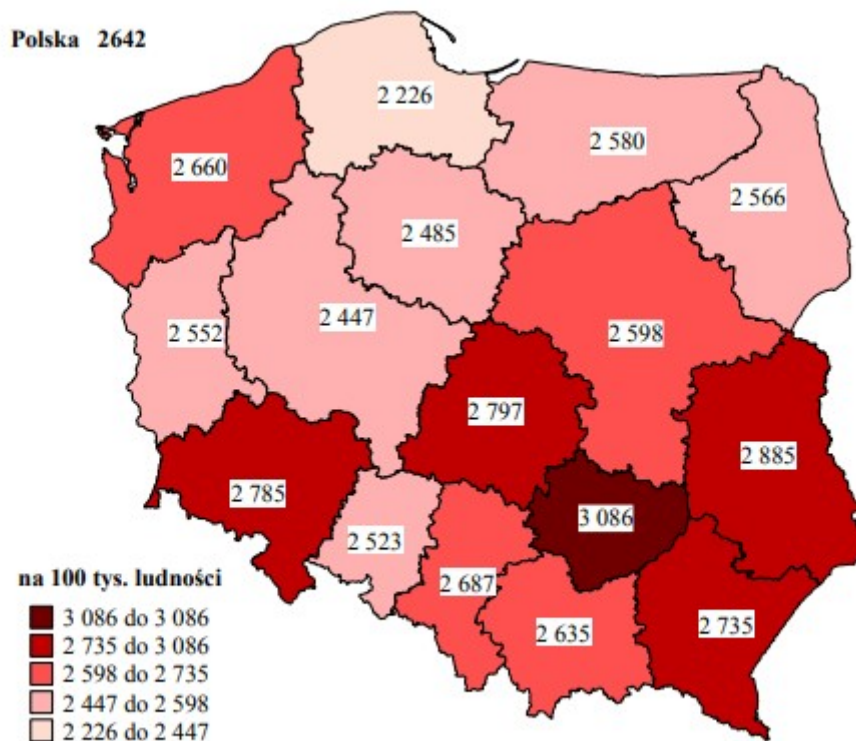 Polska 2642
2 226
2 580
2 660
2 566
2 485
2 447
2 552
2 598
2 797
2 885
2 785
3 086
2 523
2 687
2 635
2 735
na 100 tys. ludności
3 086 do 3 086
2 735 do 3 086
2 598 do 2 735
2 447 do 2 598
2 226 do 2 447